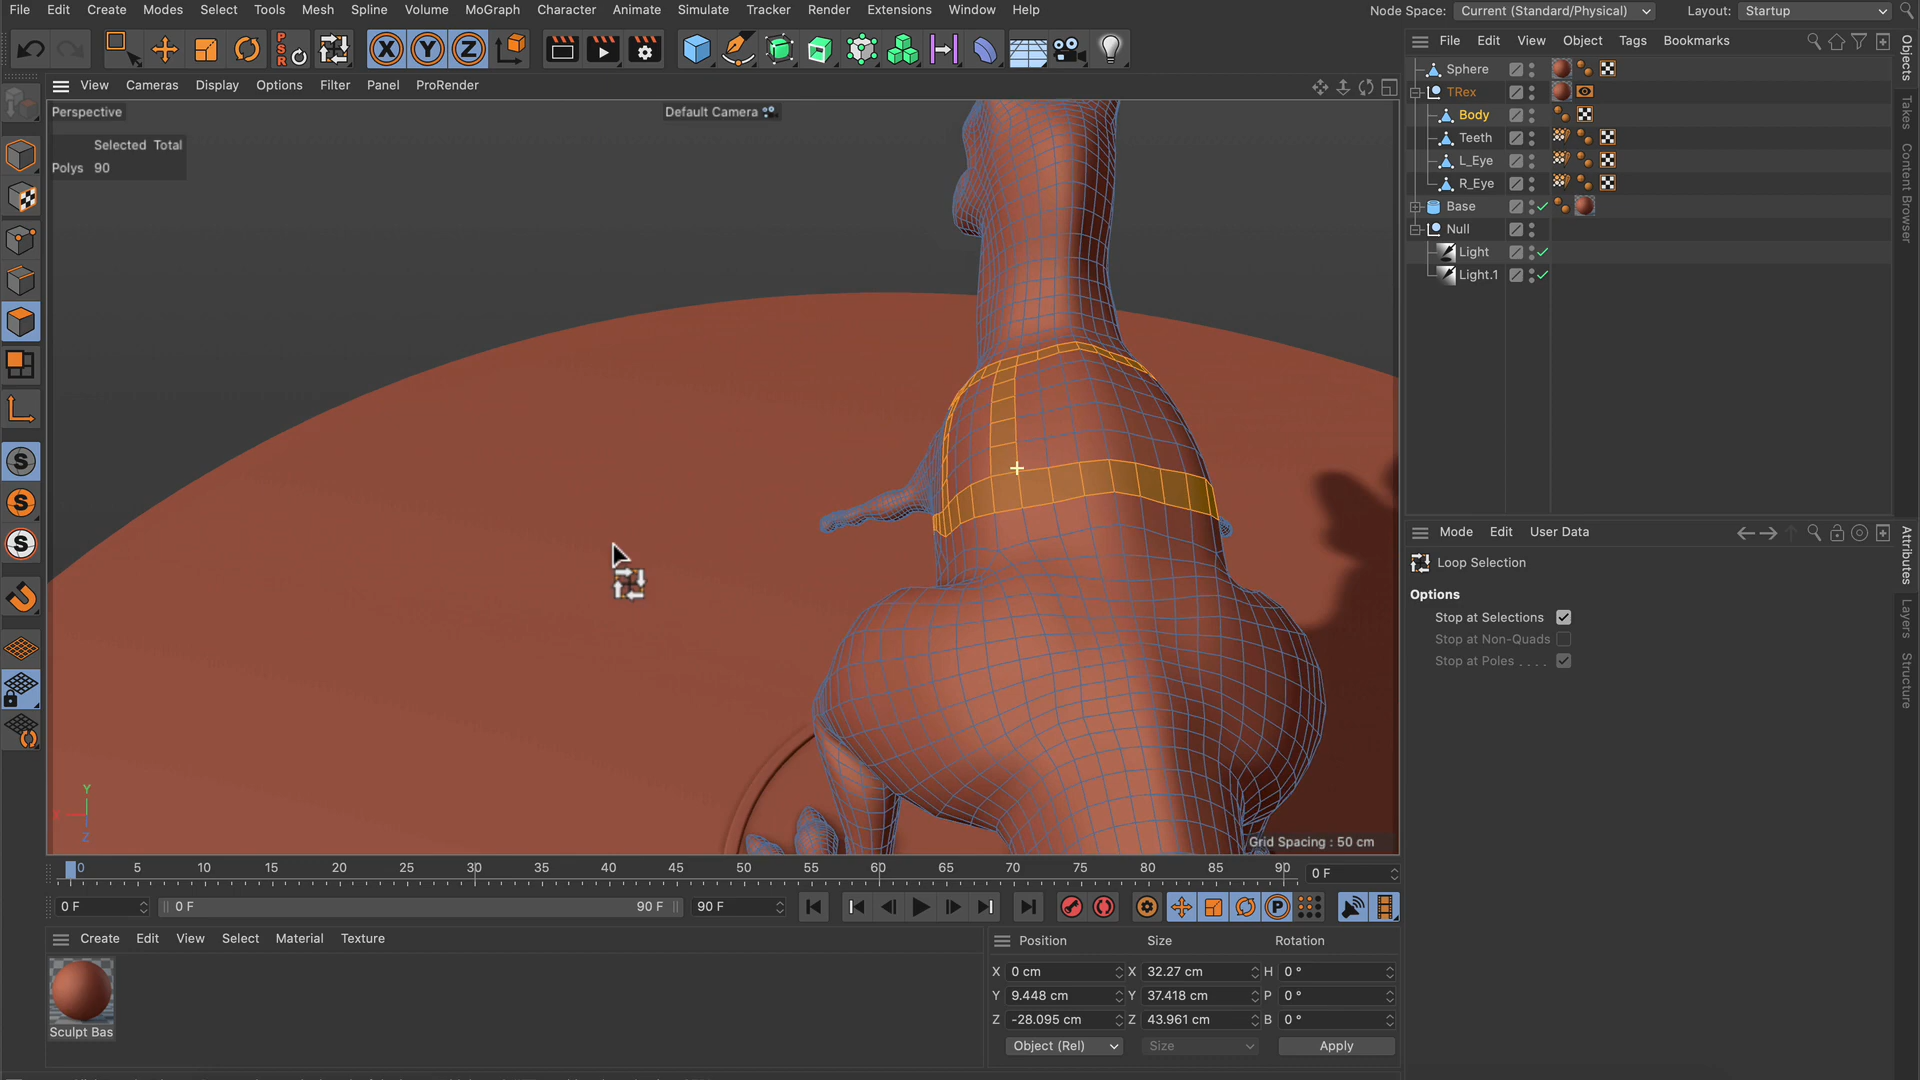 File Edit Create Modes Select Tools Mesh Spline Volume MoGraph Character Animate Simulate Tracker Render Extensions Window Help Node Space: Current (Standard/Physical) Layout: Startup
PSR X Y Z
File Edit View Object Tags Bookmarks
View Cameras Display Options Filter Panel ProRender
Perspective Default Camera
Selected Total
Polys 90
Sphere
TRex
Body
Teeth
L_Eye
R_Eye
Base
Null
Light
Light.1
Objects
Takes
Content Browser
Mode Edit User Data
Loop Selection
Options
Stop at Selections
Stop at Non-Quads
Stop at Poles . . . .
Attributes
Layers
Structure
S
S
S
Y
X
Z
Grid Spacing : 50 cm
0 5 10 15 20 25 30 35 40 45 50 55 60 65 70 75 80 85 90 0 F
0 F 0 F 90 F 90 F P
Create Edit View Select Material Texture
Sculpt Bas
Position Size Rotation
X 0 cm X 32.27 cm H 0 °
Y 9.448 cm Y 37.418 cm P 0 °
Z -28.095 cm Z 43.961 cm B 0 °
Object (Rel) Size Apply